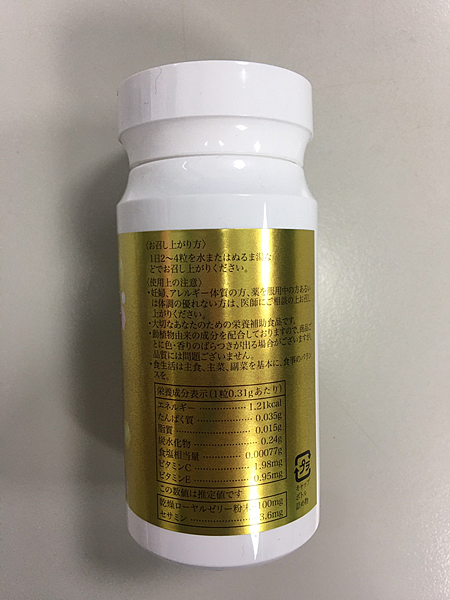 〈お召し上がり方〉
1日2～4粒を水またはぬるま湯な
どでお召し上がりください。
〈使用上の注意〉
・妊婦、アレルギー体質の方、薬を服用中の方あるい
は体調の優れない方は、医師にご相談の上お召し
上がりください。
・大切なあなたのための栄養補助食品です。
・動植物由来の成分を配合しておりますので、商品ご
とに色・香りのばらつきが出る場合がございますが、
品質には問題ございません。
・食生活は主食、主菜、副菜を基本に、食事のバラン
スを。
栄養成分表示(1粒0.31gあたり)
エネルギー 1.21kcal
たんぱく質 0.035g
脂質 0.015g
炭水化物 0.24g
食塩相当量 0.00077g
ビタミンC 1.98mg
ビタミンE 0.95mg
この数値は推定値です
乾燥ローヤルゼリー粉末 100mg
セサミン 3.6mg
プラ
キャップ
ボトル
詰め物